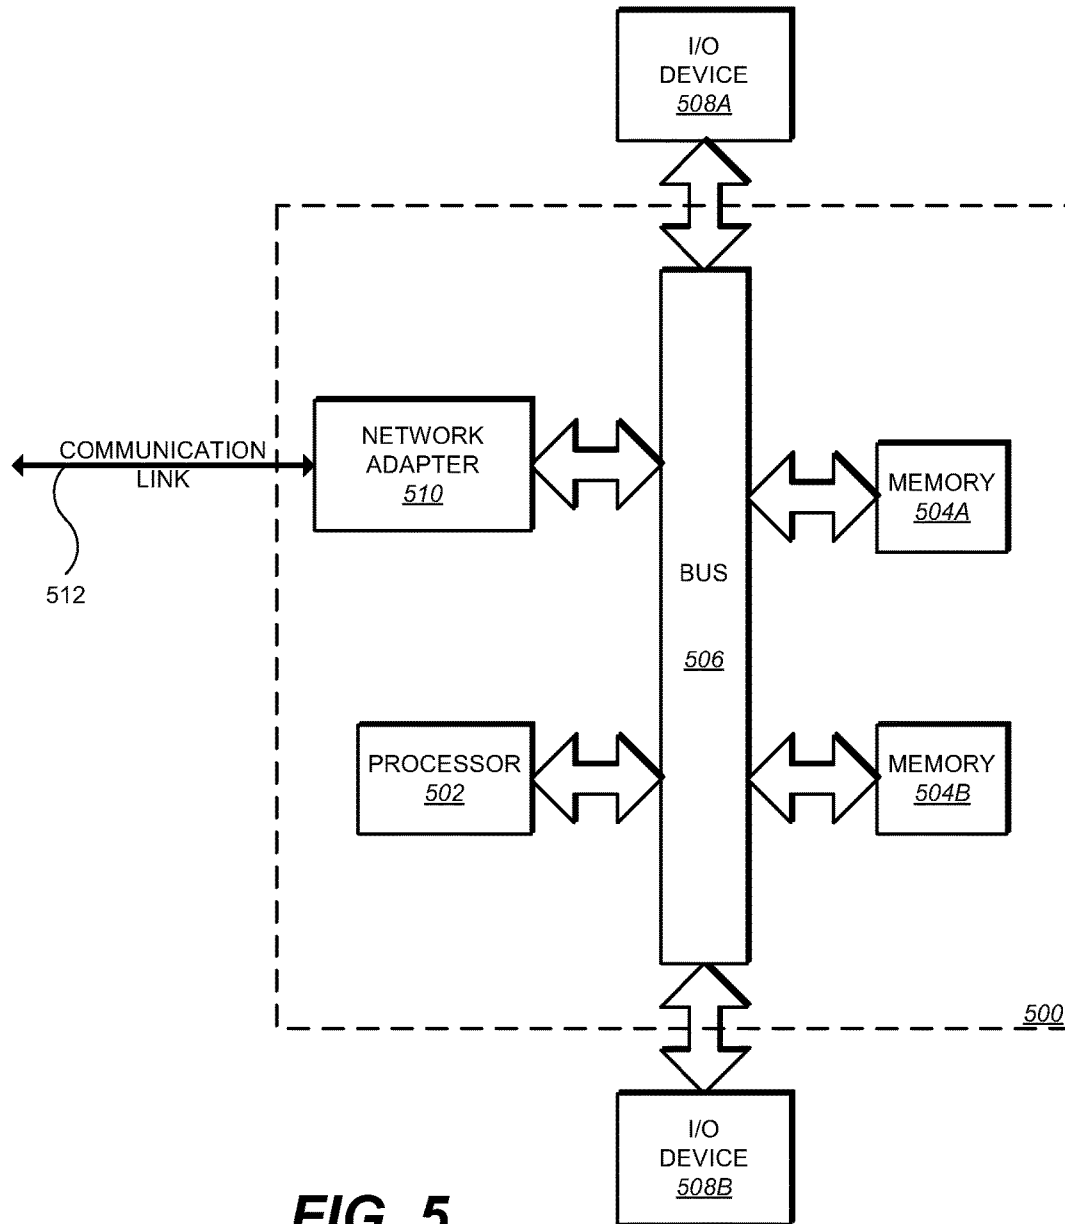 I/O
DEVICE
508A
COMMUNICATION
LINK
512
NETWORK
ADAPTER
510
MEMORY
504A
BUS
506
PROCESSOR
502
MEMORY
504B
500
I/O
DEVICE
508B
FIG. 5